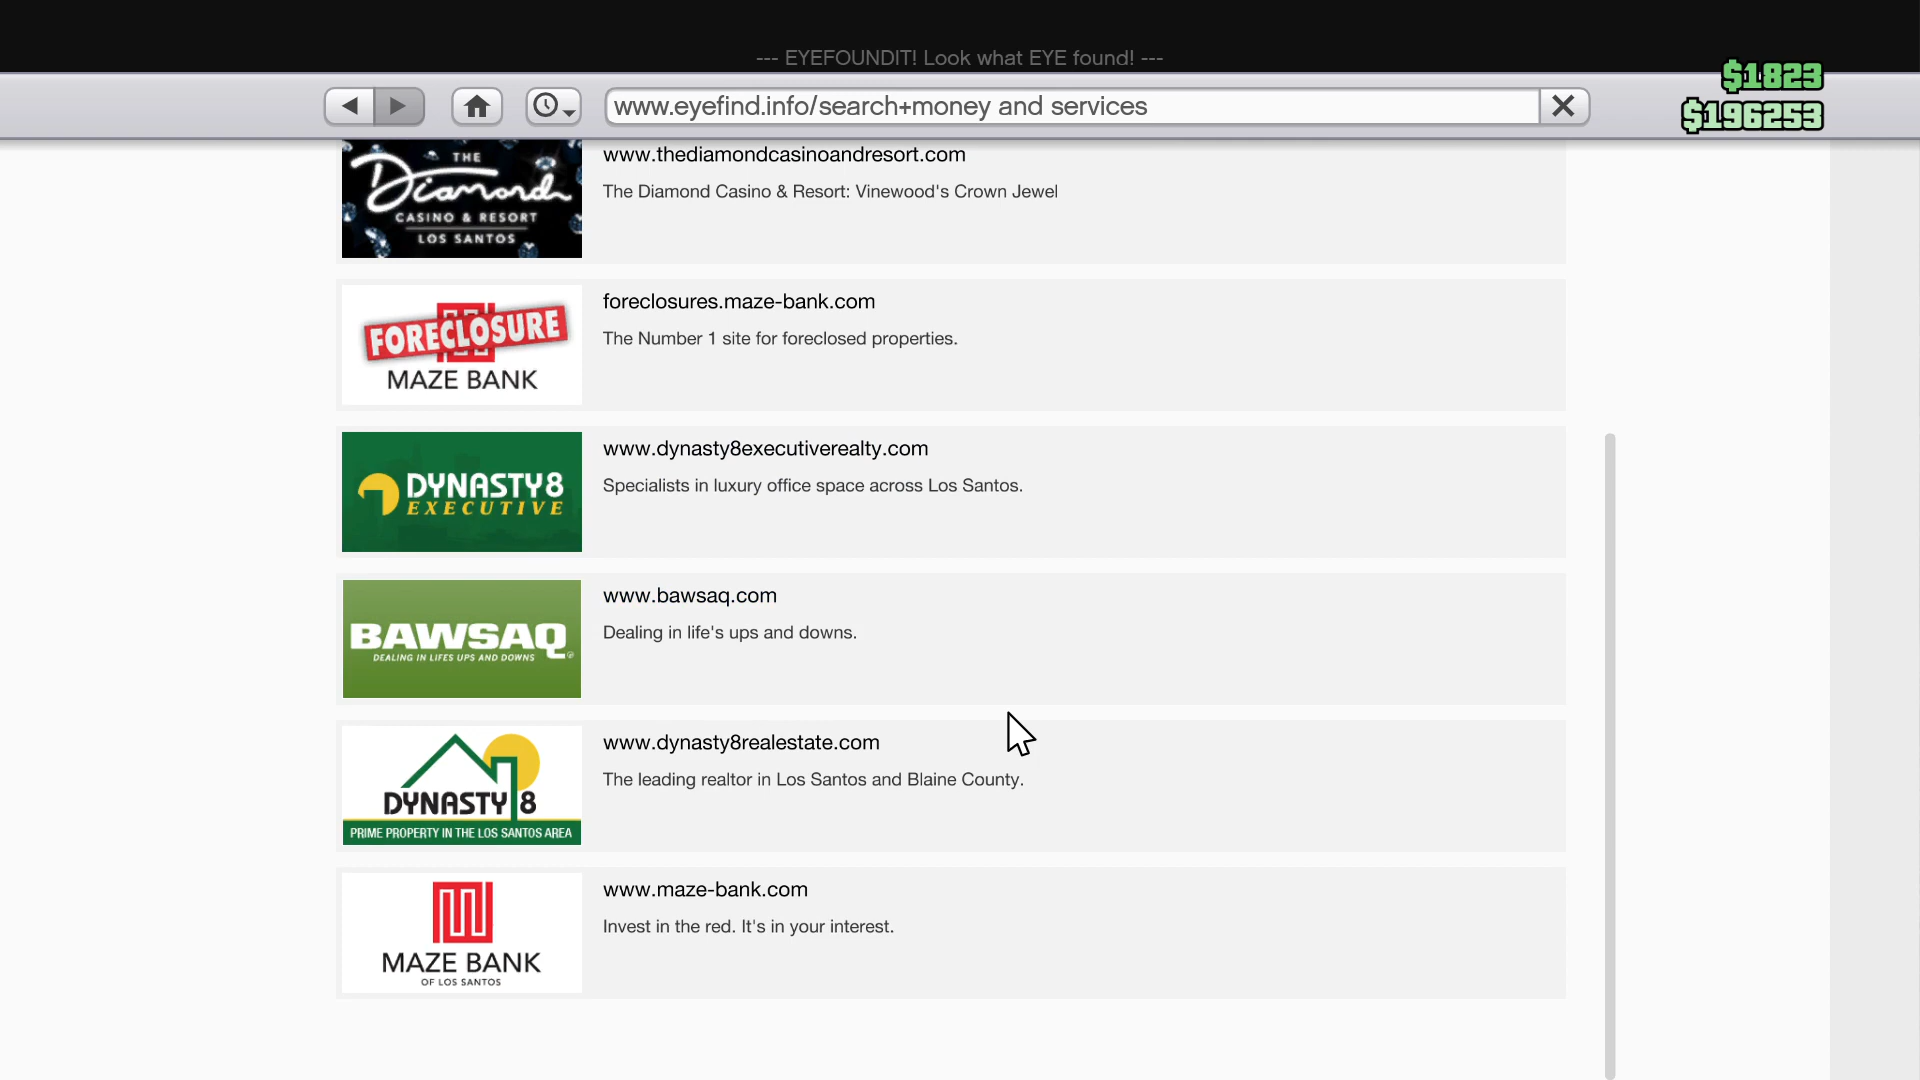 --- EYEFOUNDIT! Look what EYE found! ---
$1823
www.eyefind.info/search+money and services
$196253
THE
Diamond
CASINO & RESORT
LOS SANTOS
www.thediamondcasinoandresort.com
The Diamond Casino & Resort: Vinewood's Crown Jewel
FORECLOSURE
MAZE BANK
foreclosures.maze-bank.com
The Number 1 site for foreclosed properties.
DYNASTY8
EXECUTIVE
www.dynasty8executiverealty.com
Specialists in luxury office space across Los Santos.
BAWSAQ
DEALING IN LIFES UPS AND DOWNS
www.bawsaq.com
Dealing in life's ups and downs.
DYNASTY 8
PRIME PROPERTY IN THE LOS SANTOS AREA
www.dynasty8realestate.com
The leading realtor in Los Santos and Blaine County.
MAZE BANK
OF LOS SANTOS
www.maze-bank.com
Invest in the red. It's in your interest.